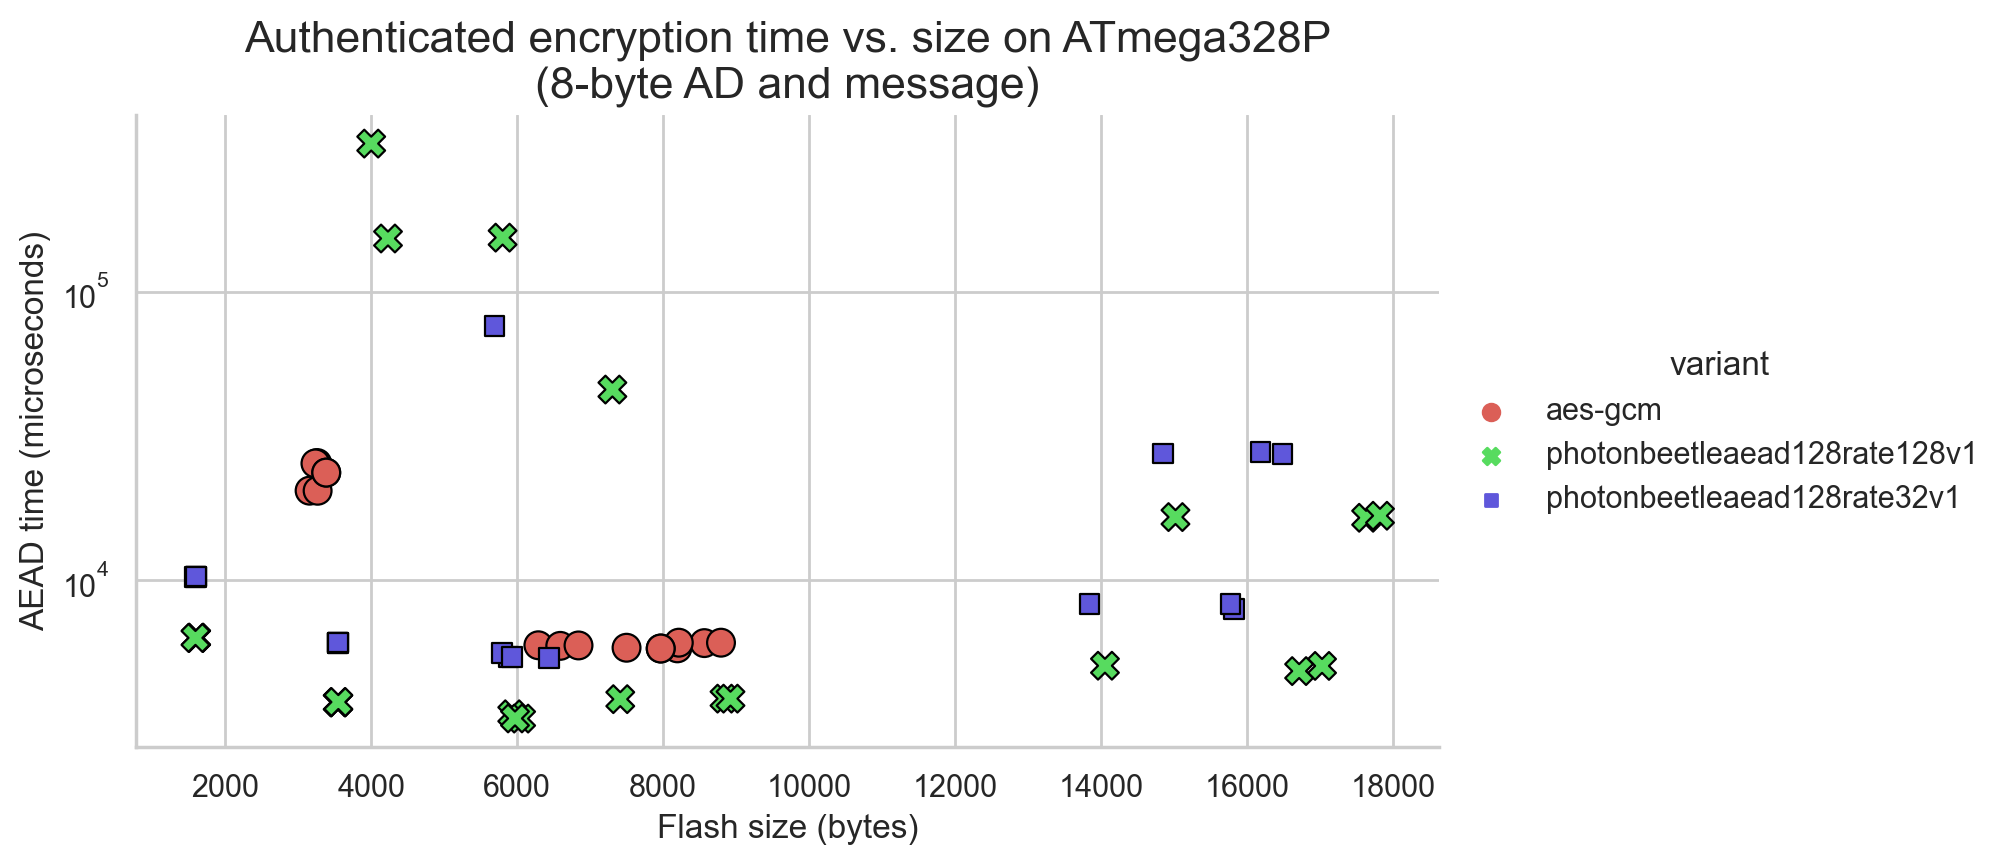 Authenticated encryption time vs. size on ATmega328P
(8-byte AD and message)
AEAD time (microseconds)
10^5
10^4
2000 4000 6000 8000 10000 12000 14000 16000 18000
Flash size (bytes)
variant
aes-gcm
photonbeetleaead128rate128v1
photonbeetleaead128rate32v1